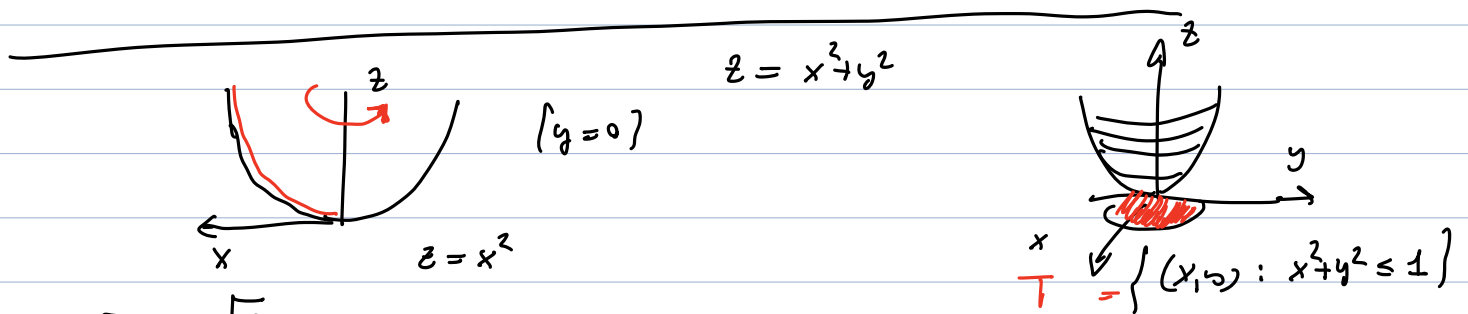 z = x²+y²
z
z
{y=0}
y
x
z = x²
x
T = {(x,y) : x²+y² ≤ 1}